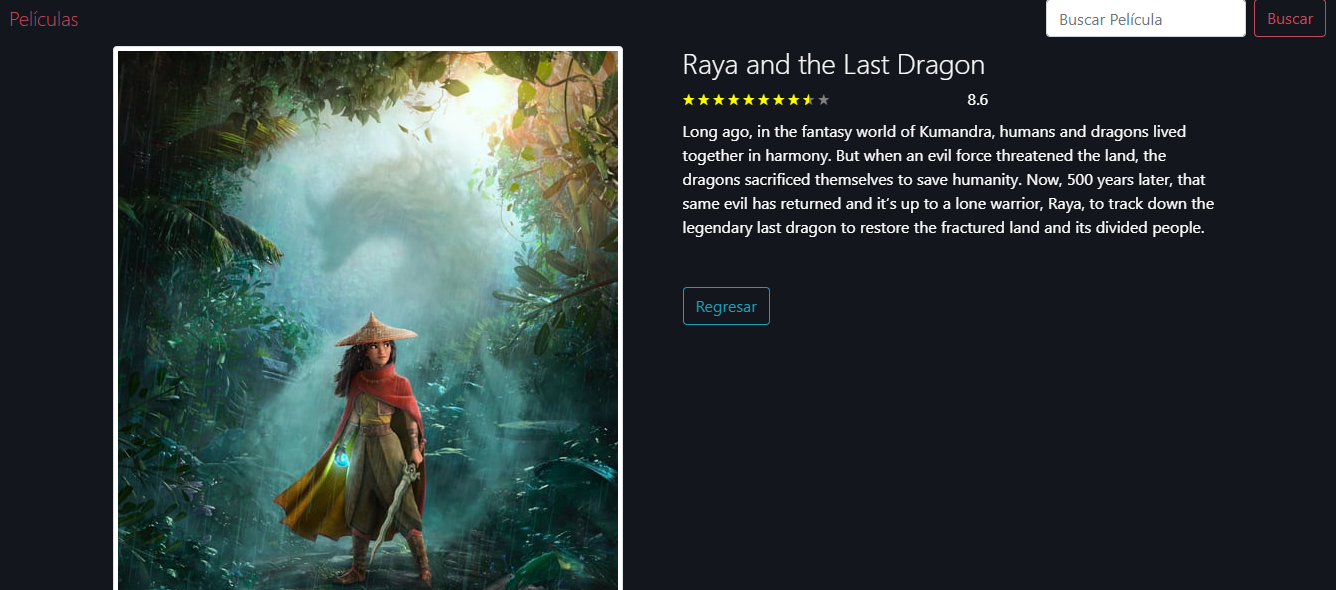 Películas
Buscar Película
Buscar
Raya and the Last Dragon
8.6
Long ago, in the fantasy world of Kumandra, humans and dragons lived
together in harmony. But when an evil force threatened the land, the
dragons sacrificed themselves to save humanity. Now, 500 years later, that
same evil has returned and it’s up to a lone warrior, Raya, to track down the
legendary last dragon to restore the fractured land and its divided people.
Regresar